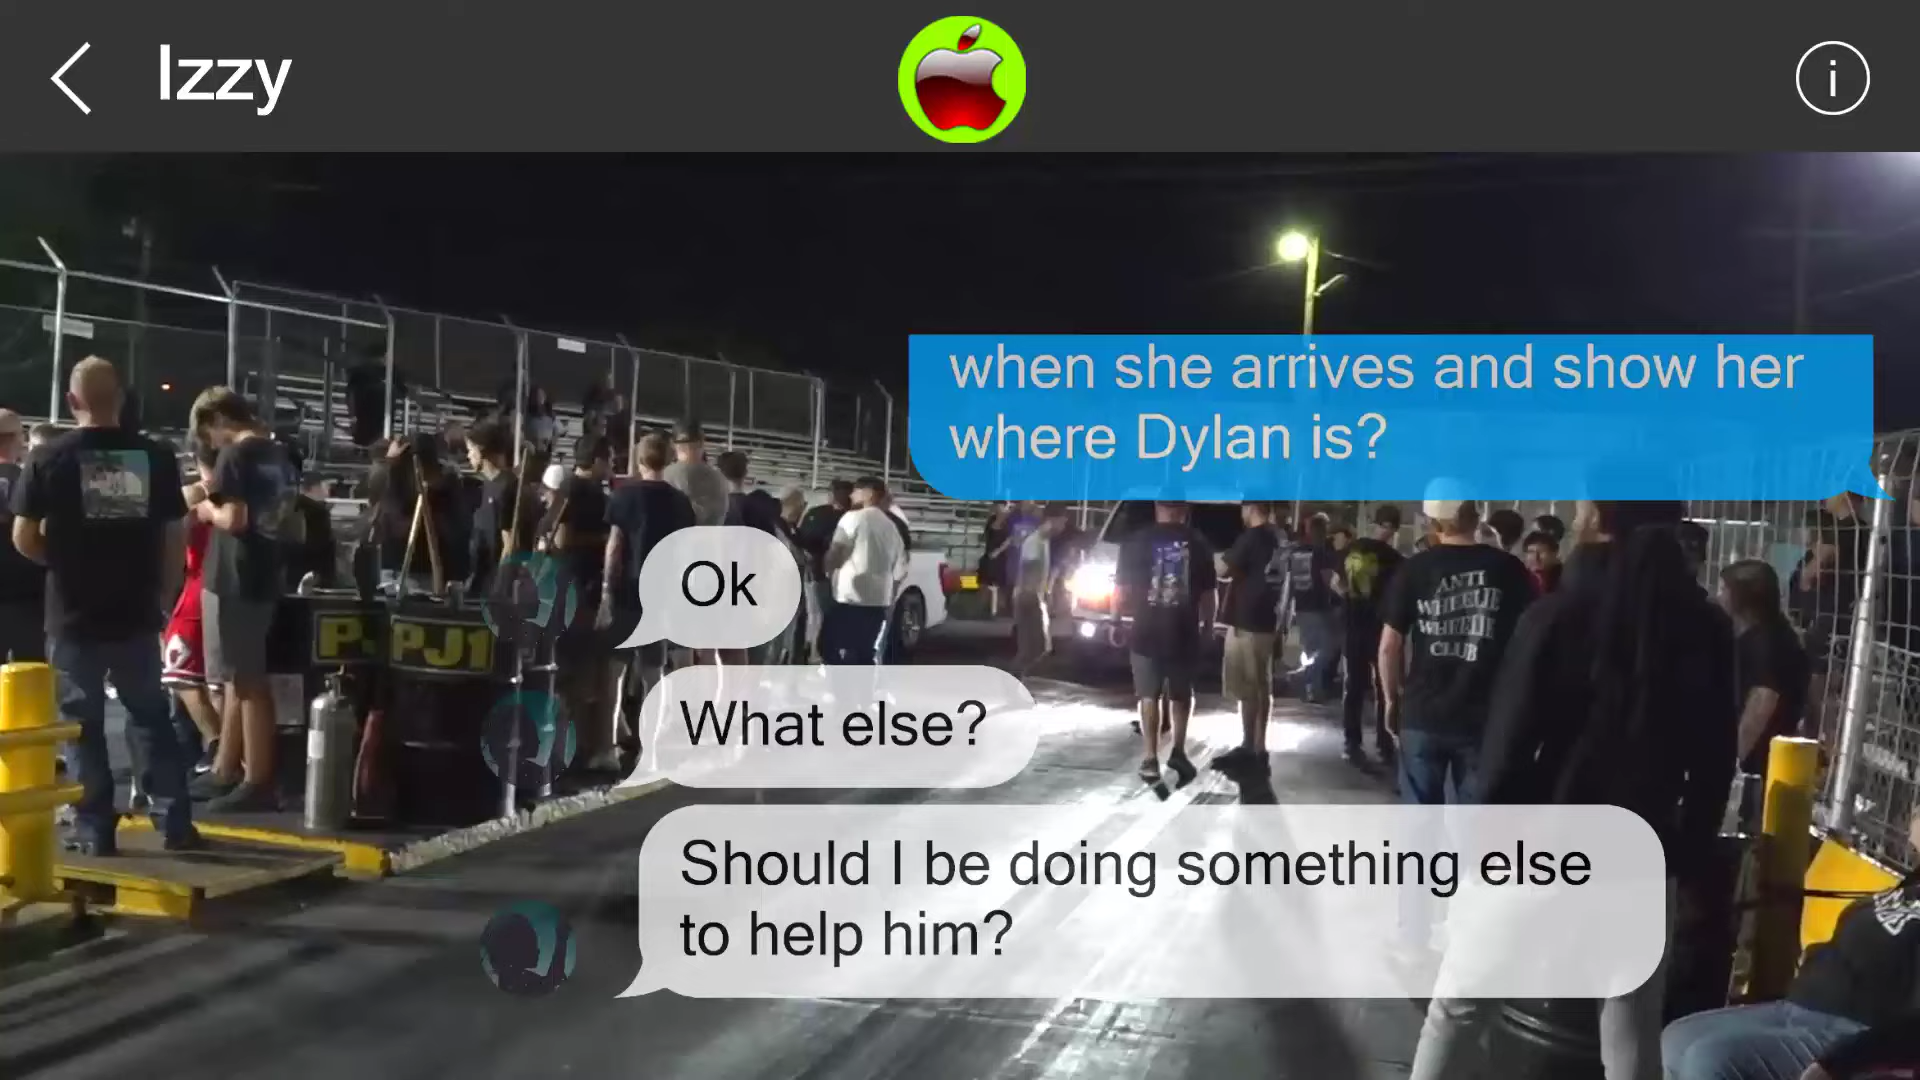 Izzy
i
when she arrives and show her
where Dylan is?
Ok
What else?
Should I be doing something else
to help him?
P
PJ1
ANTI
WHEELIE
WHEELIE
CLUB